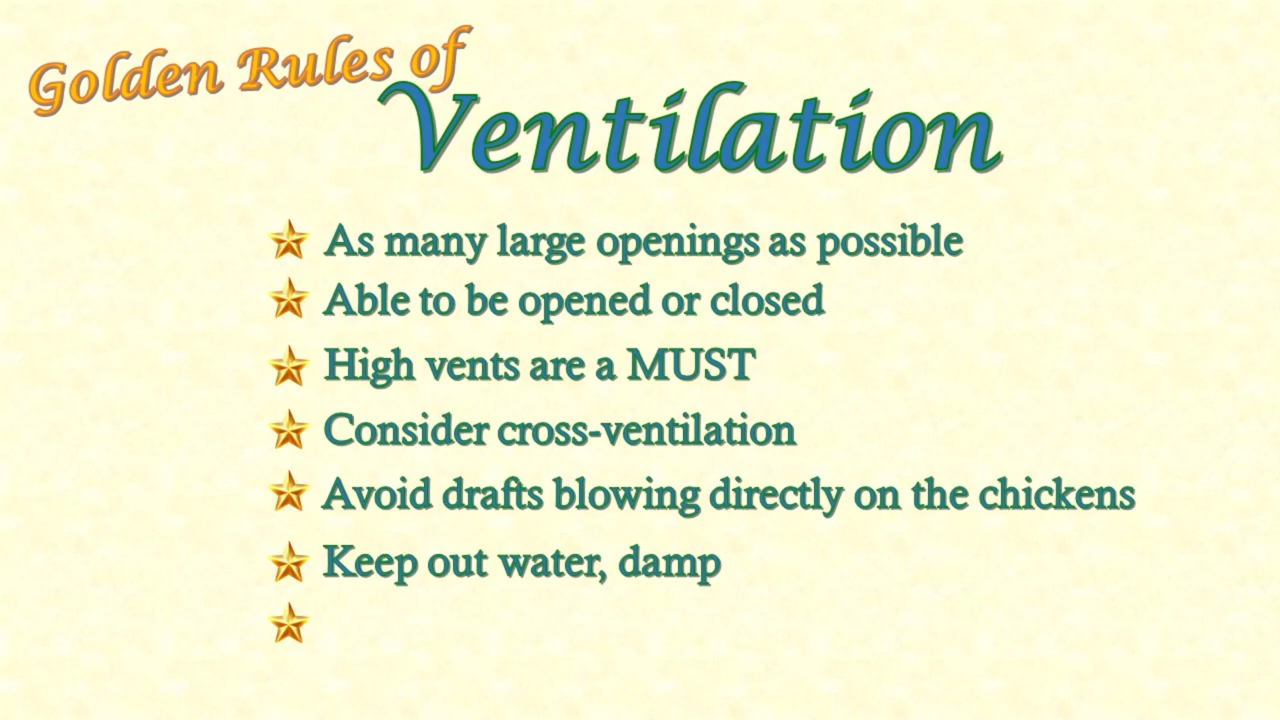 Golden Rules of
Ventilation
As many large openings as possible
Able to be opened or closed
High vents are a MUST
Consider cross-ventilation
Avoid drafts blowing directly on the chickens
Keep out water, damp